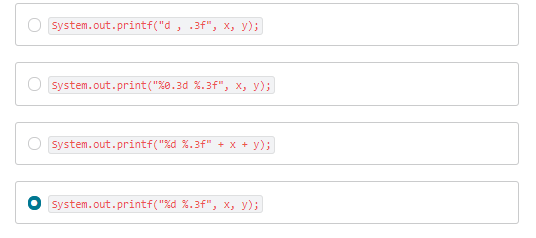 System.out.printf("d , .3f", x, y);
System.out.print("%0.3d %.3f", x, y);
System.out.printf("%d %.3f" + x + y);
System.out.printf("%d %.3f", x, y);